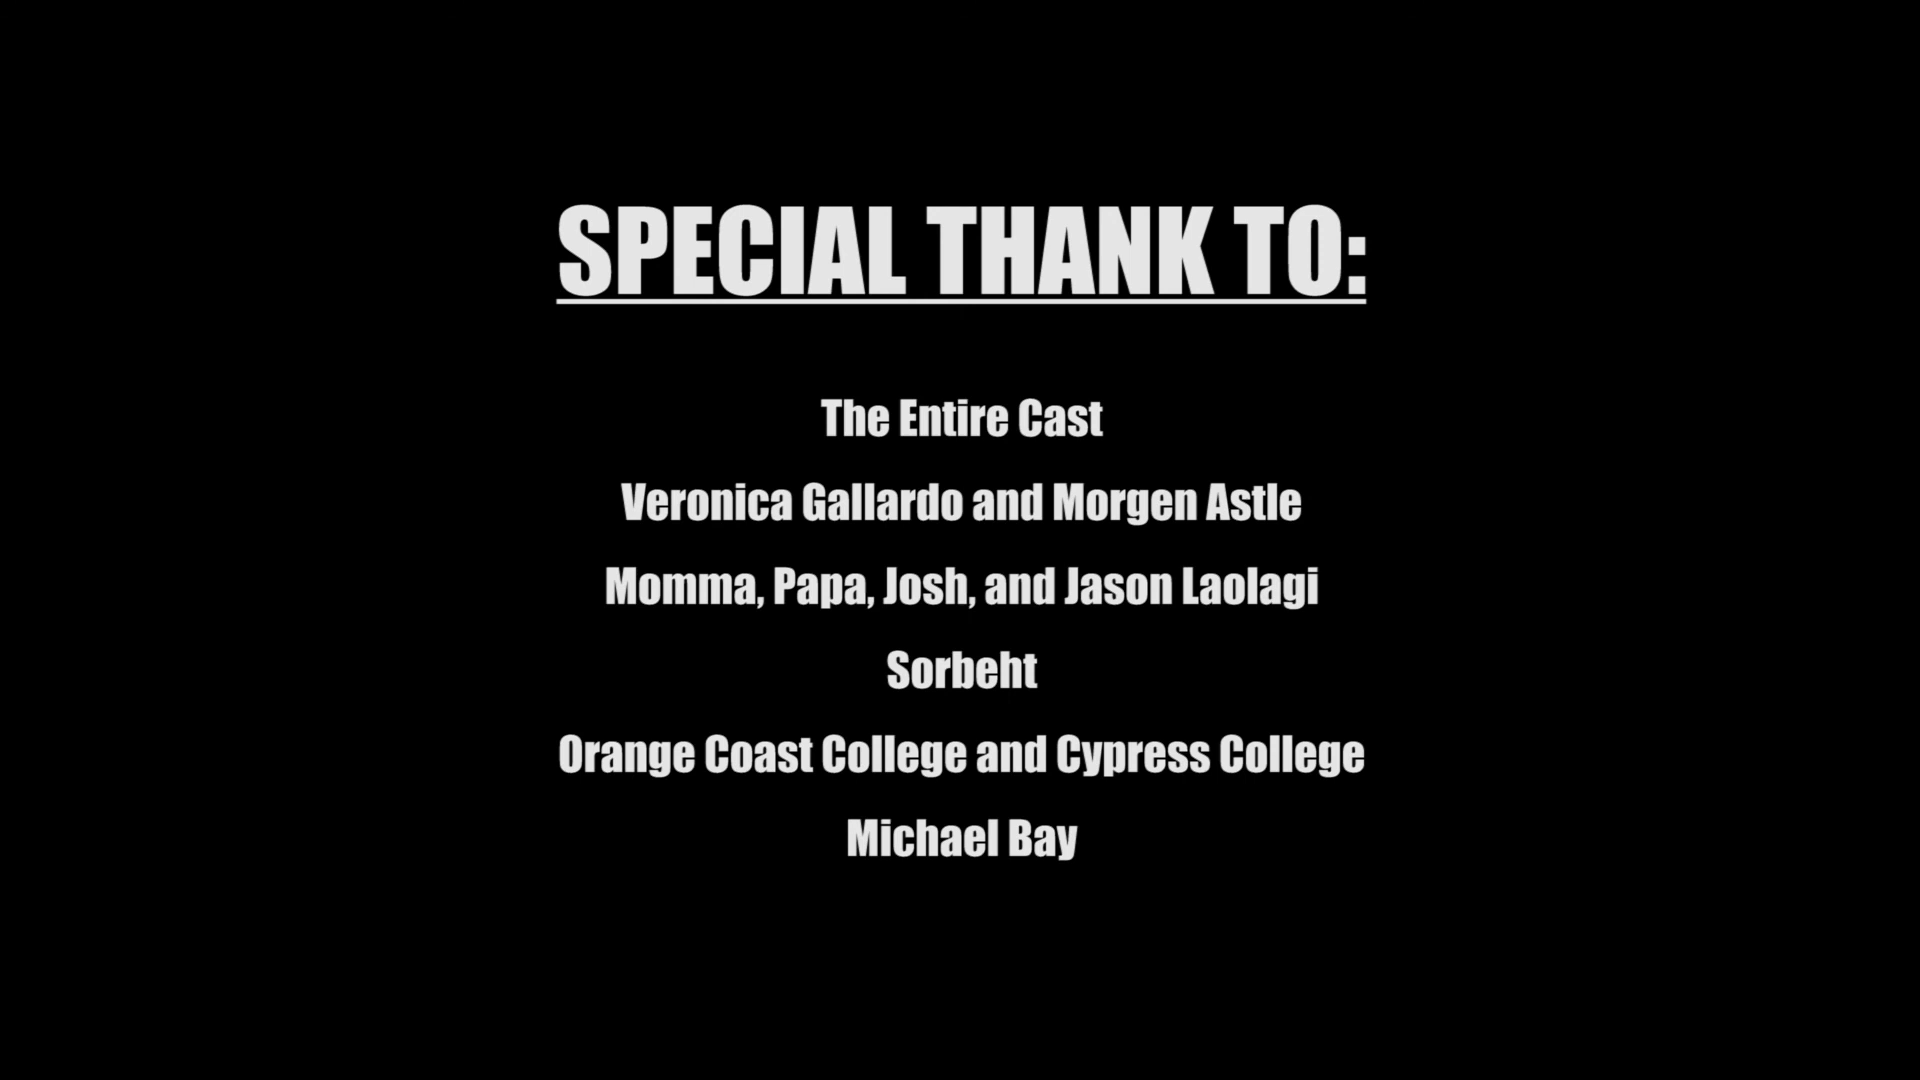 SPECIAL THANK TO:
The Entire Cast
Veronica Gallardo and Morgen Astle
Momma, Papa, Josh, and Jason Laolagi
Sorbeht
Orange Coast College and Cypress College
Michael Bay